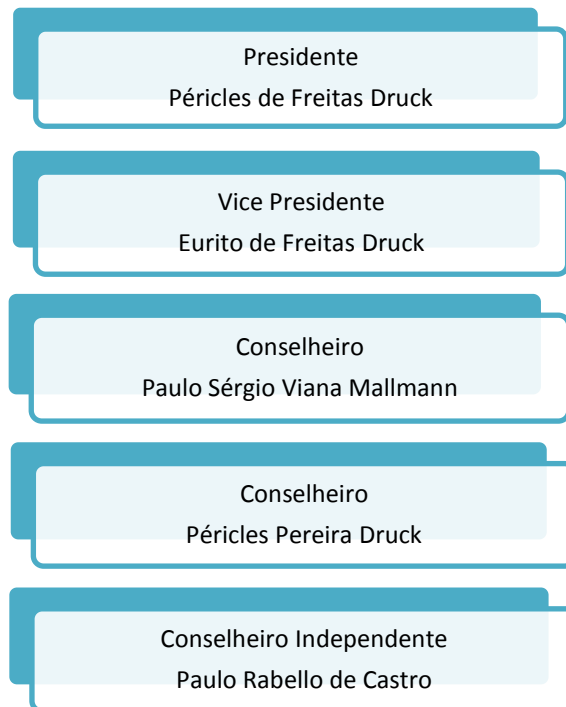 Presidente
Péricles de Freitas Druck
Vice Presidente
Eurito de Freitas Druck
Conselheiro
Paulo Sérgio Viana Mallmann
Conselheiro
Péricles Pereira Druck
Conselheiro Independente
Paulo Rabello de Castro